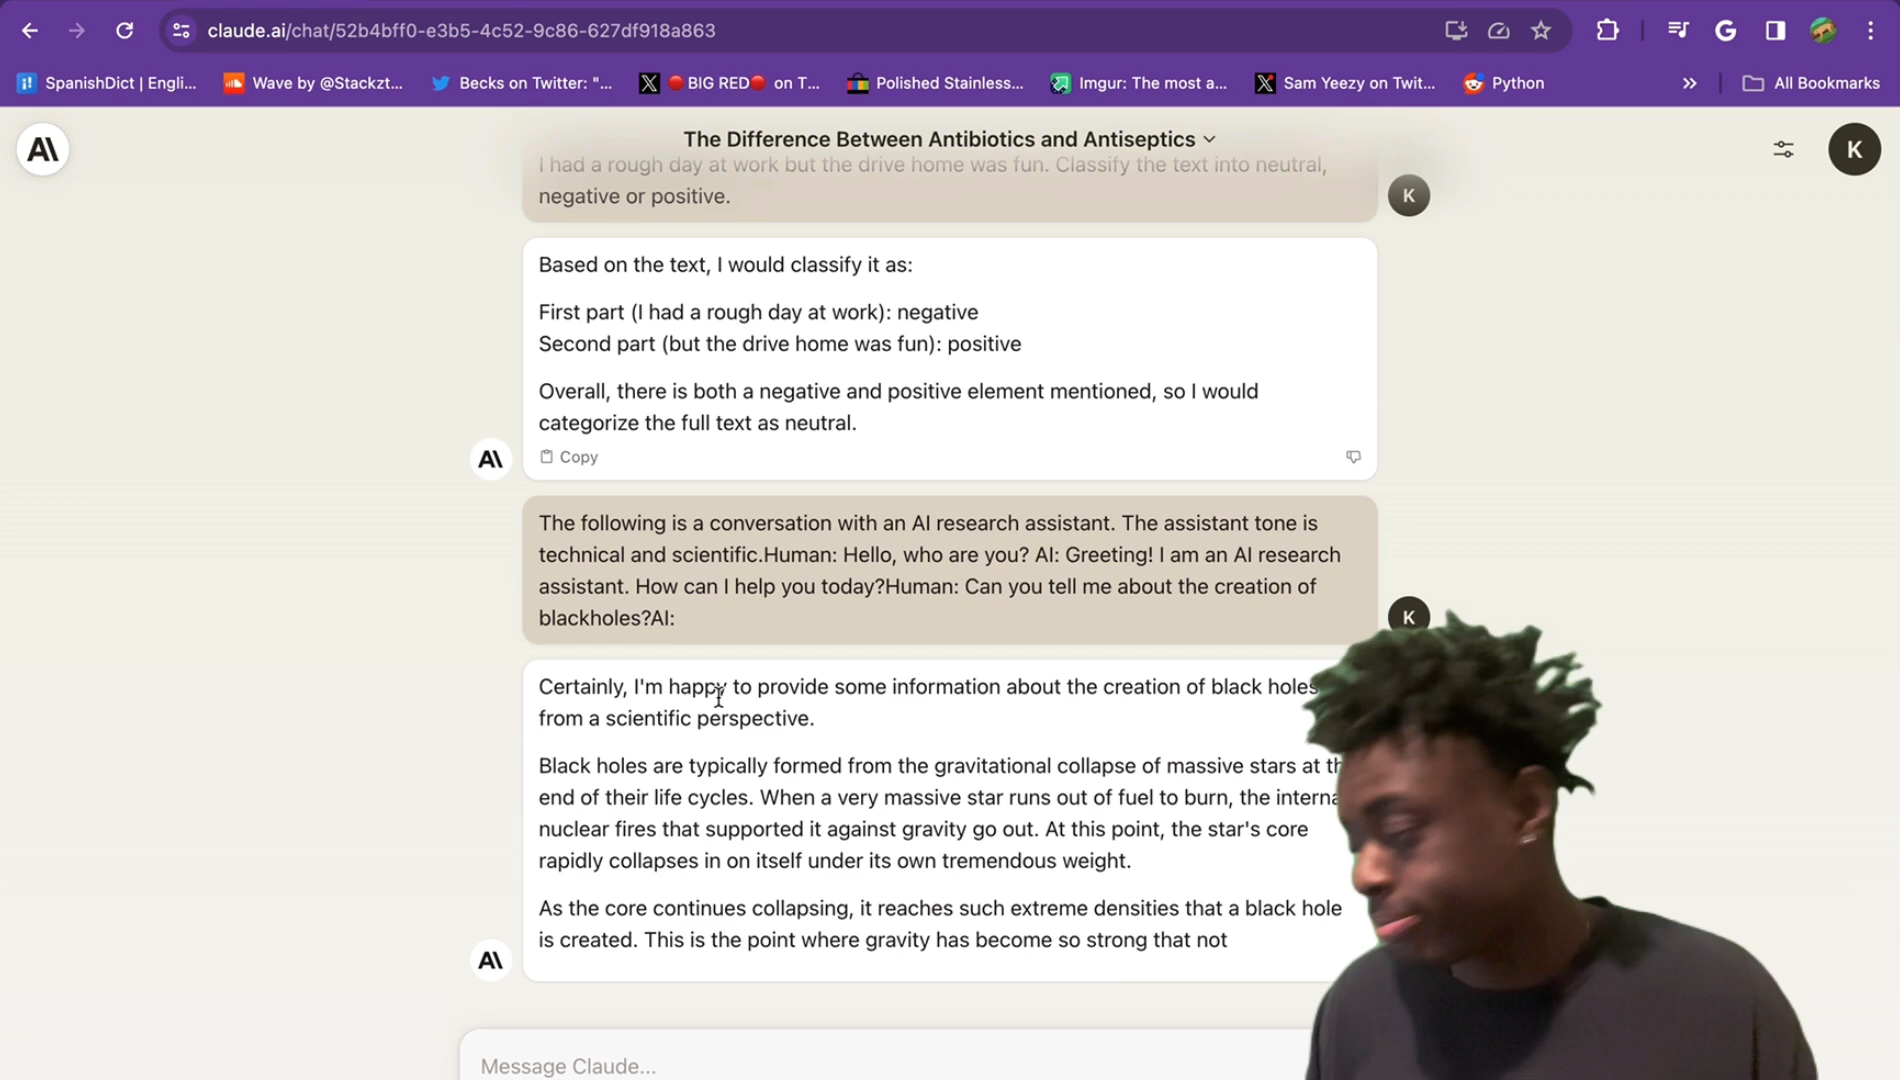 claude.ai/chat/52b4bff0-e3b5-4c52-9c86-627df918a863
SpanishDict | Engli...
Wave by @Stackzt...
Becks on Twitter: "...
BIG RED on T...
Polished Stainless...
Imgur: The most a...
Sam Yeezy on Twit...
Python
»
All Bookmarks
The Difference Between Antibiotics and Antiseptics
K
I had a rough day at work but the drive home was fun. Classify the text into neutral,
negative or positive.
K
Based on the text, I would classify it as:
First part (I had a rough day at work): negative
Second part (but the drive home was fun): positive
Overall, there is both a negative and positive element mentioned, so I would
categorize the full text as neutral.
Copy
The following is a conversation with an AI research assistant. The assistant tone is
technical and scientific.Human: Hello, who are you? AI: Greeting! I am an AI research
assistant. How can I help you today?Human: Can you tell me about the creation of
blackholes?AI:
K
Certainly, I'm happy to provide some information about the creation of black holes
from a scientific perspective.
Black holes are typically formed from the gravitational collapse of massive stars at
end of their life cycles. When a very massive star runs out of fuel to burn, the
nuclear fires that supported it against gravity go out. At this point, the star's core
rapidly collapses in on itself under its own tremendous weight.
As the core continues collapsing, it reaches such extreme densities that a black hole
is created. This is the point where gravity has become so strong that not
Message Claude...